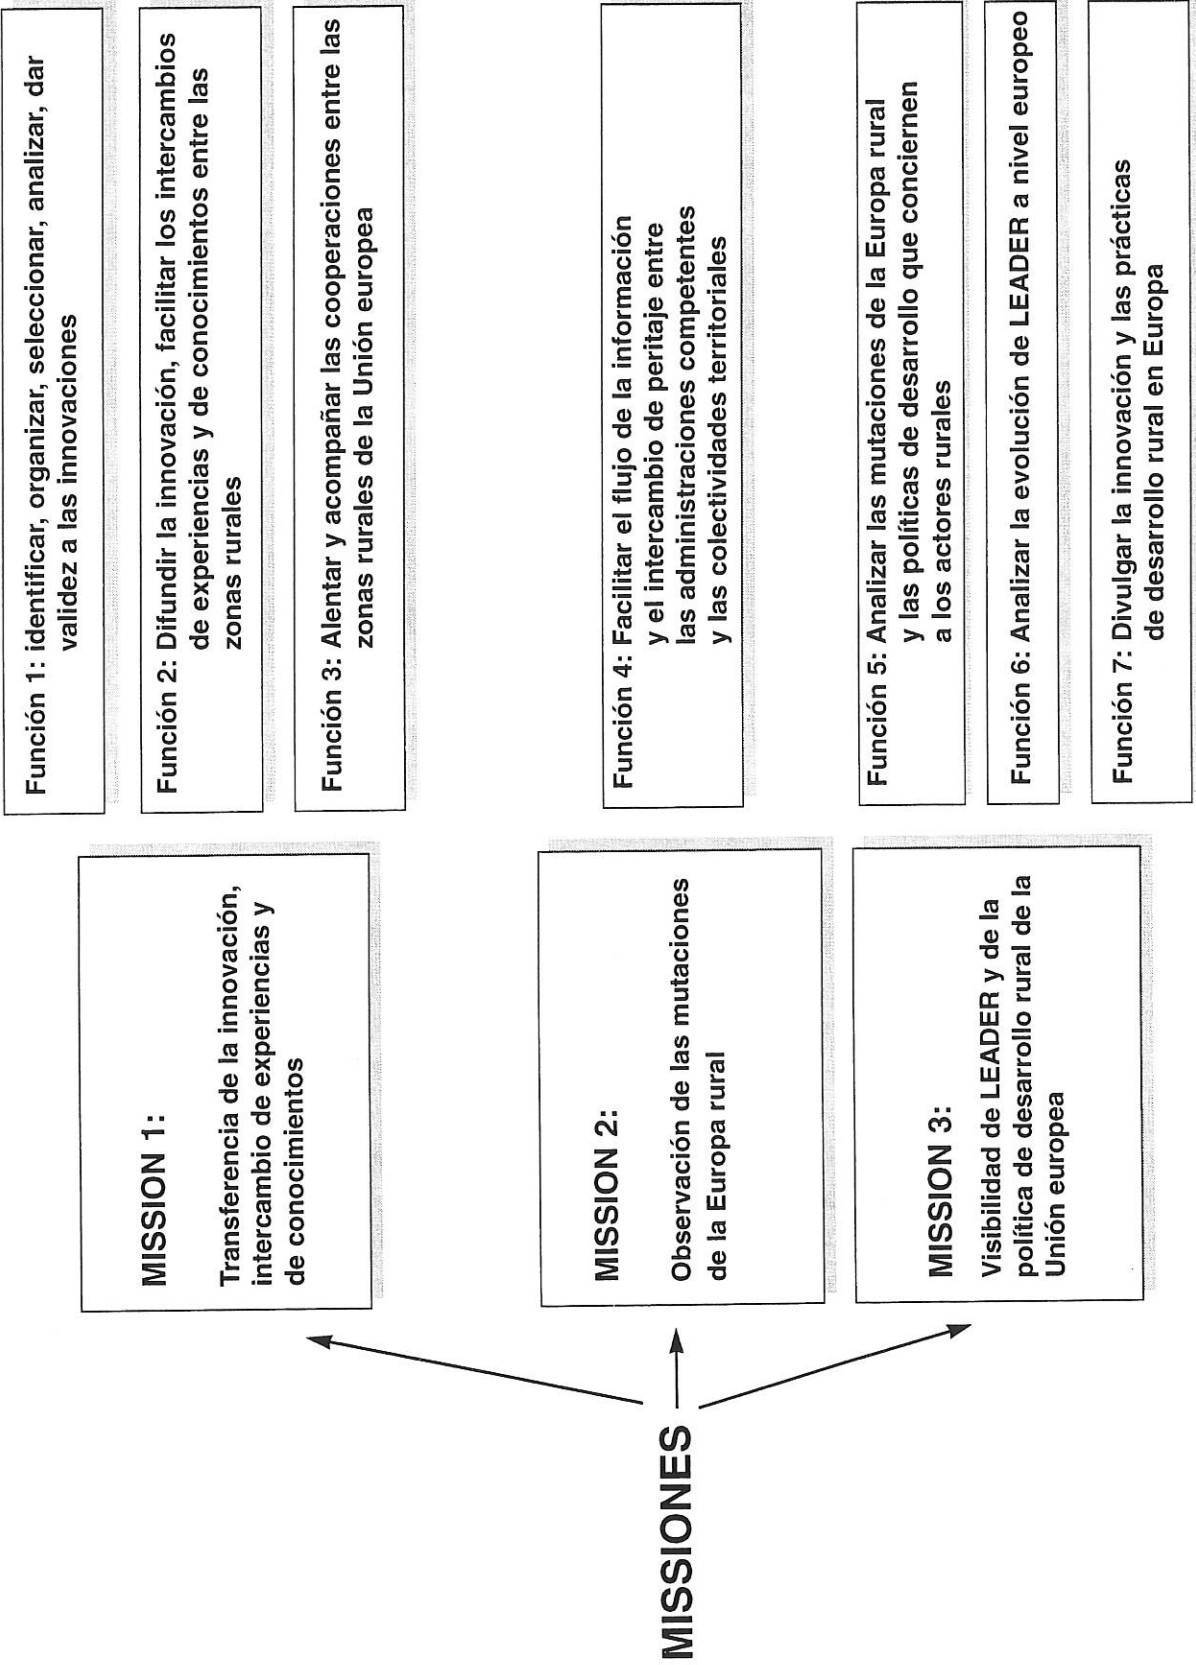 MISSIONES
MISSION 1:
Transferencia de la innovación,
intercambio de experiencias y
de conocimientos
Función 1: identificar, organizar, seleccionar, analizar, dar
validez a las innovaciones
Función 2: Difundir la innovación, facilitar los intercambios
de experiencias y de conocimientos entre las
zonas rurales
Función 3: Alentar y acompañar las cooperaciones entre las
zonas rurales de la Unión europea
MISSION 2:
Observación de las mutaciones
de la Europa rural
Función 4: Facilitar el flujo de la información
y el intercambio de peritaje entre
las administraciones competentes
y las colectividades territoriales
MISSION 3:
Visibilidad de LEADER y de la
política de desarrollo rural de la
Unión europea
Función 5: Analizar las mutaciones de la Europa rural
y las políticas de desarrollo que conciernen
a los actores rurales
Función 6: Analizar la evolución de LEADER a nivel europeo
Función 7: Divulgar la innovación y las prácticas
de desarrollo rural en Europa